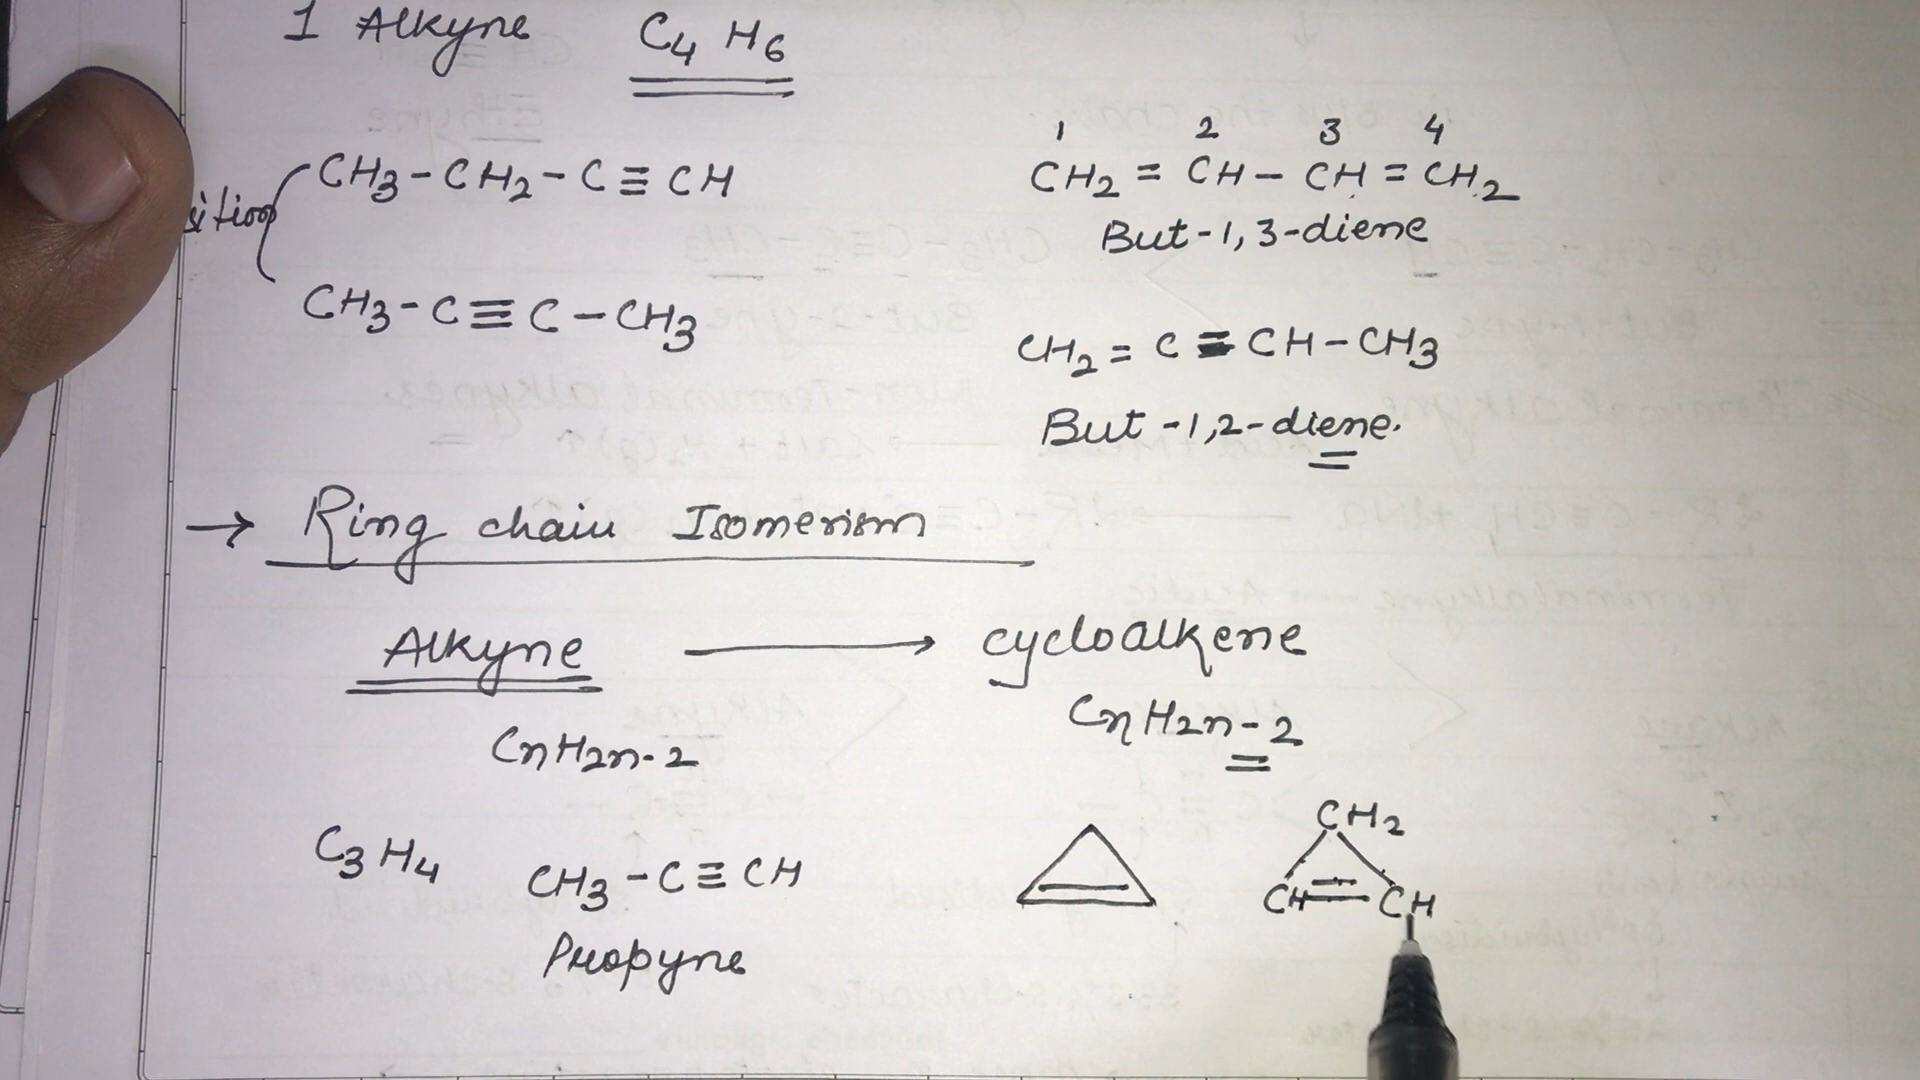 1 Alkyne C4 H6
CH3-CH2-C≡CH
sition
CH3-C≡C-CH3
1 2 3 4
CH2=CH-CH=CH2
But-1,3-diene
CH2=C=CH-CH3
But-1,2-diene.
→ Ring chain Isomerism
Alkyne → cycloalkene
CnH2n-2
CnH2n-2
C3H4 CH3-C≡CH
Propyne
CH2
CH=CH